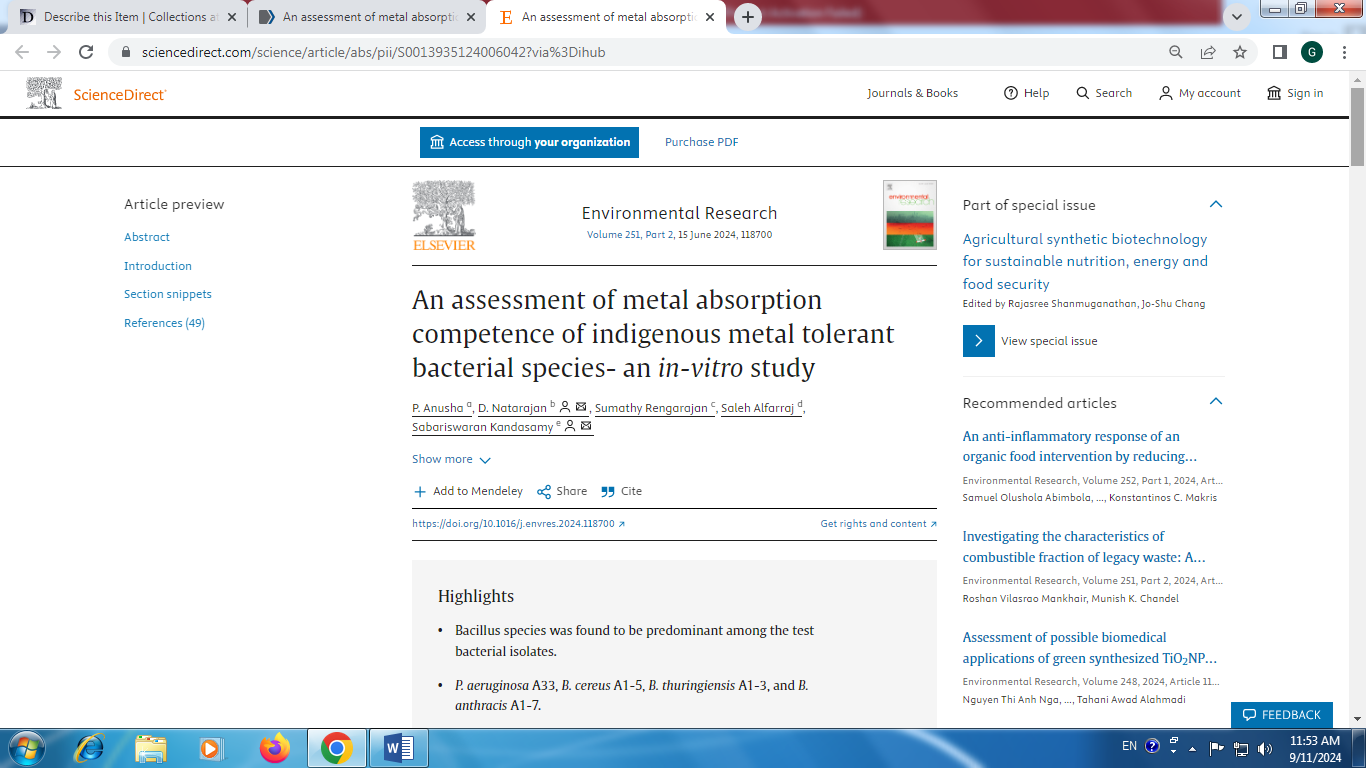 Describe this Item | Collections at
An assessment of metal absorptio
An assessment of metal absorptio
sciencedirect.com/science/article/abs/pii/S0013935124006042?via%3Dihub
G
ScienceDirect
Journals & Books
Help
Search
My account
Sign in
Access through your organization
Purchase PDF
Article preview
Abstract
Introduction
Section snippets
References (49)
ELSEVIER
Environmental Research
Volume 251, Part 2, 15 June 2024, 118700
An assessment of metal absorption
competence of indigenous metal tolerant
bacterial species- an in-vitro study
P. Anusha a, D. Natarajan b, Sumathy Rengarajan c, Saleh Alfarraj d,
Sabariswaran Kandasamy e
Show more
Add to Mendeley
Share
Cite
https://doi.org/10.1016/j.envres.2024.118700
Get rights and content
Highlights
• Bacillus species was found to be predominant among the test
bacterial isolates.
• P. aeruginosa A33, B. cereus A1-5, B. thuringiensis A1-3, and B.
anthracis A1-7.
Part of special issue
Agricultural synthetic biotechnology
for sustainable nutrition, energy and
food security
Edited by Rajasree Shanmuganathan, Jo-Shu Chang
View special issue
Recommended articles
An anti-inflammatory response of an
organic food intervention by reducing…
Environmental Research, Volume 252, Part 1, 2024, Art…
Samuel Olushola Abimbola, …, Konstantinos C. Makris
Investigating the characteristics of
combustible fraction of legacy waste: A…
Environmental Research, Volume 251, Part 2, 2024, Art…
Roshan Vilasrao Mankhair, Munish K. Chandel
Assessment of possible biomedical
applications of green synthesized TiO2NP…
Environmental Research, Volume 248, 2024, Article 11…
Nguyen Thi Anh Nga, …, Tahani Awad Alahmadi
FEEDBACK
EN
11:53 AM
9/11/2024